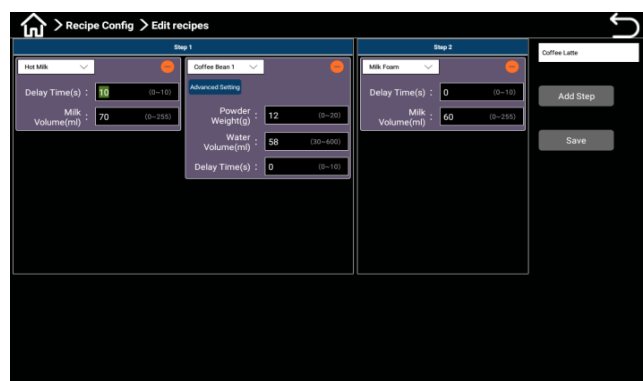 > Recipe Config > Edit recipes
Step 1
Step 2
Coffee Latte
Hot Milk
Delay Time(s) : 10 (0~10)
Milk Volume(ml) : 70 (0~255)
Coffee Bean 1
Advanced Setting
Powder Weight(g) : 12 (0~20)
Water Volume(ml) : 58 (30~600)
Delay Time(s) : 0 (0~10)
Milk Foam
Delay Time(s) : 0 (0~10)
Milk Volume(ml) : 60 (0~255)
Add Step
Save